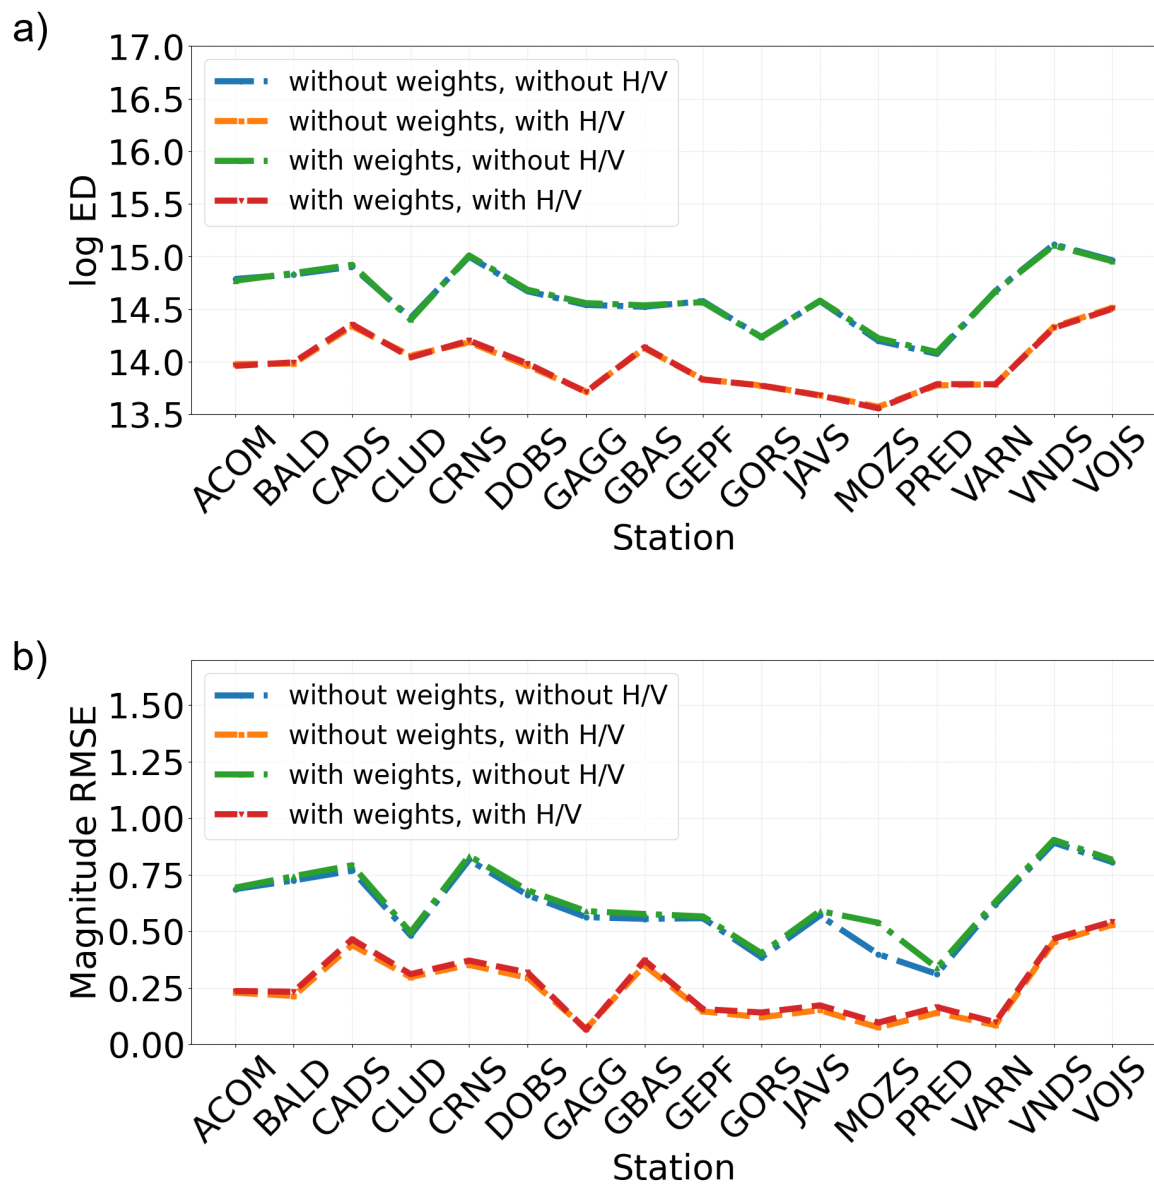 a)
17.0
16.5
16.0
15.5
15.0
14.5
14.0
13.5
log ED
without weights, without H/V
without weights, with H/V
with weights, without H/V
with weights, with H/V
ACOM
BALD
CADS
CLUD
CRNS
DOBS
GAGG
GBAS
GEPF
GORS
JAVS
MOZS
PRED
VARN
VNDS
VOJS
Station
b)
1.50
1.25
1.00
0.75
0.50
0.25
0.00
Magnitude RMSE
without weights, without H/V
without weights, with H/V
with weights, without H/V
with weights, with H/V
ACOM
BALD
CADS
CLUD
CRNS
DOBS
GAGG
GBAS
GEPF
GORS
JAVS
MOZS
PRED
VARN
VNDS
VOJS
Station